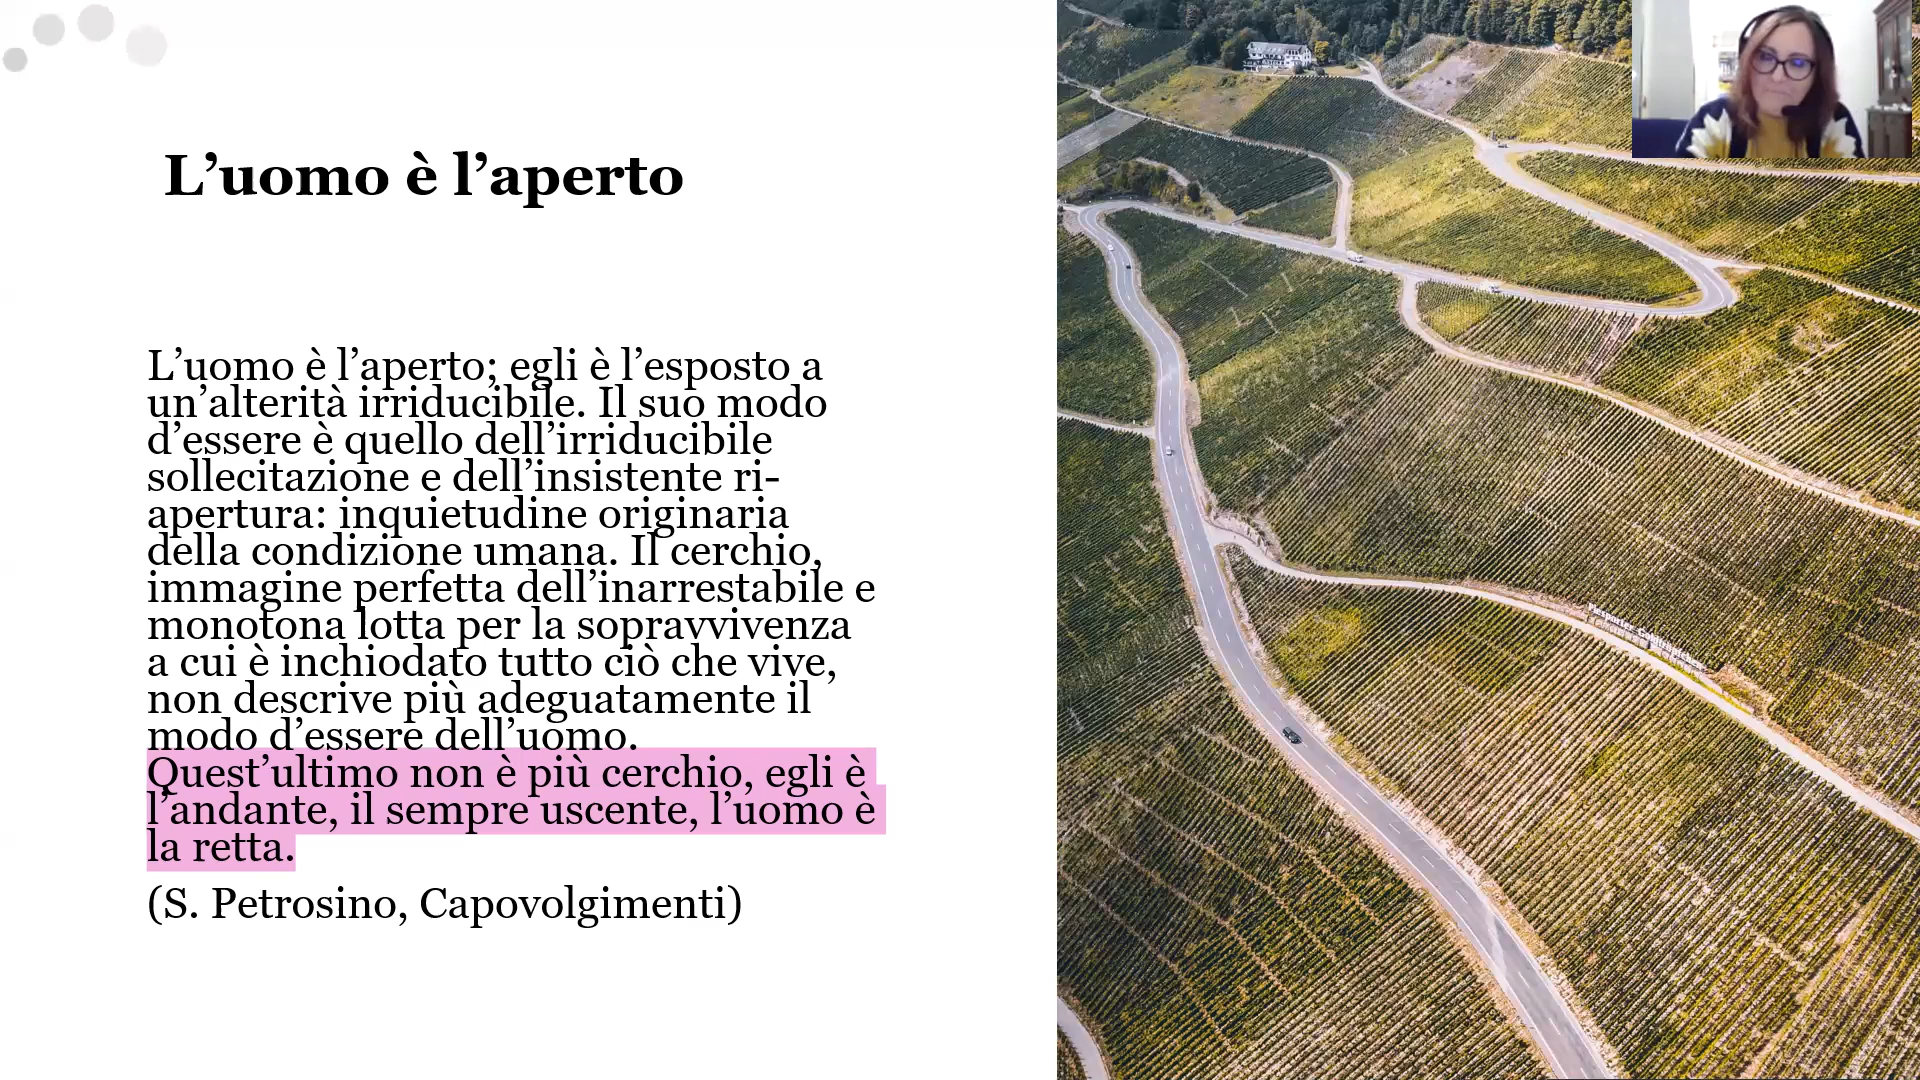 L’uomo è l’aperto
L’uomo è l’aperto; egli è l’esposto a
un’alterità irriducibile. Il suo modo
d’essere è quello dell’irriducibile
sollecitazione e dell’insistente ri-
apertura: inquietudine originaria
della condizione umana. Il cerchio,
immagine perfetta dell’inarrestabile e
monotona lotta per la sopravvivenza
a cui è inchiodato tutto ciò che vive,
non descrive più adeguatamente il
modo d’essere dell’uomo.
Quest’ultimo non è più cerchio, egli è
l’andante, il sempre uscente, l’uomo è
la retta.
(S. Petrosino, Capovolgimenti)